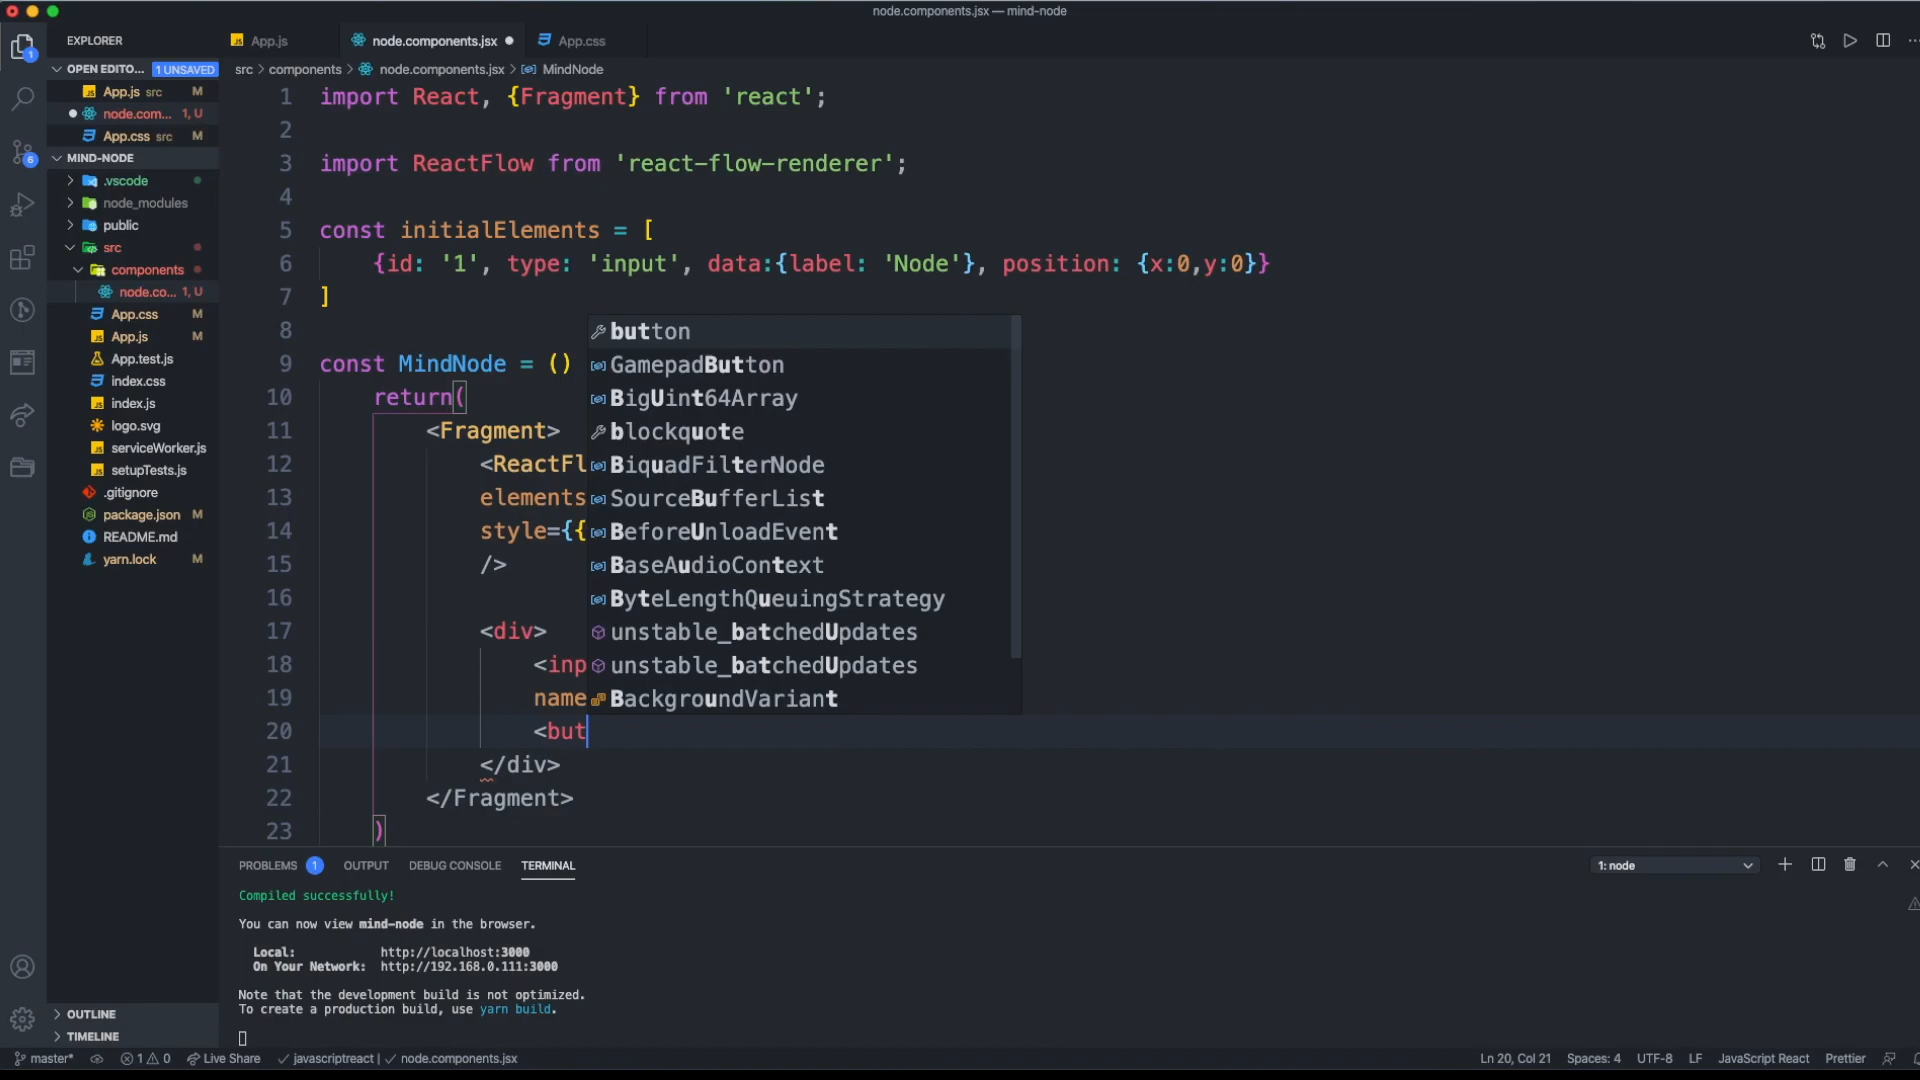 node.components.jsx — mind-node
EXPLORER
App.js
node.components.jsx
App.css
OPEN EDITO... 1 UNSAVED
src > components > node.components.jsx > MindNode
App.js src M
node.com... 1, U
App.css src M
MIND-NODE
.vscode
node_modules
public
src
components
node.co... 1, U
App.css M
App.js M
App.test.js
index.css
index.js
logo.svg
serviceWorker.js
setupTests.js
.gitignore
package.json M
README.md
yarn.lock M
OUTLINE
TIMELINE
1
6
1 import React, {Fragment} from 'react';
2
3 import ReactFlow from 'react-flow-renderer';
4
5 const initialElements = [
6 {id: '1', type: 'input', data:{label: 'Node'}, position: {x:0,y:0}}
7 ]
8
9 const MindNode = ()
10 return(
11 <Fragment>
12 <ReactFl
13 elements
14 style={{
15 />
16
17 <div>
18 <inp
19 name
20 <but
21 </div>
22 </Fragment>
23 )
button
GamepadButton
BigUint64Array
blockquote
BiquadFilterNode
SourceBufferList
BeforeUnloadEvent
BaseAudioContext
ByteLengthQueuingStrategy
unstable_batchedUpdates
unstable_batchedUpdates
BackgroundVariant
PROBLEMS 1 OUTPUT DEBUG CONSOLE TERMINAL
1: node
Compiled successfully!
You can now view mind-node in the browser.
Local: http://localhost:3000
On Your Network: http://192.168.0.111:3000
Note that the development build is not optimized.
To create a production build, use yarn build.
master* 1 0 Live Share javascriptreact | node.components.jsx
Ln 20, Col 21 Spaces: 4 UTF-8 LF JavaScript React Prettier